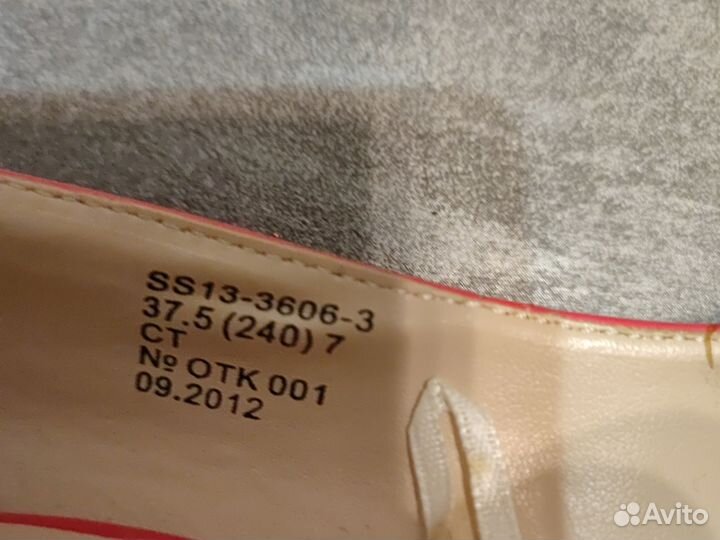 SS13-3606-3
37.5 (240) 7
CT
№ OTK 001
09.2012
Avito